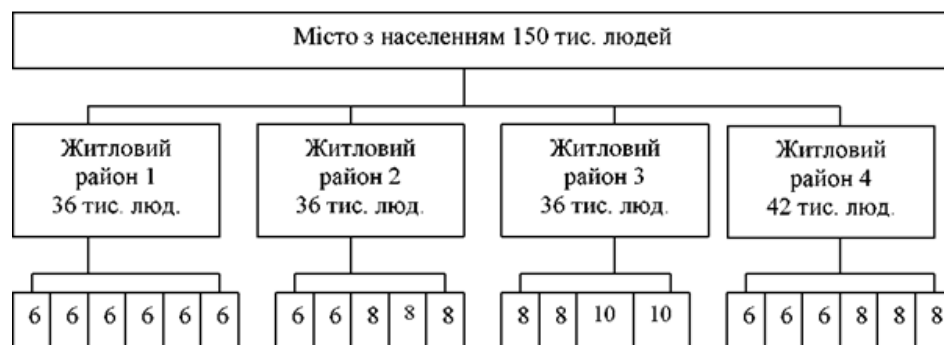 Місто з населенням 150 тис. людей
Житловий
район 1
36 тис. люд.
Житловий
район 2
36 тис. люд.
Житловий
район 3
36 тис. люд.
Житловий
район 4
42 тис. люд.
6 6 6 6 6 6
6 6 8 8 8
8 8 10 10
6 6 6 8 8 8